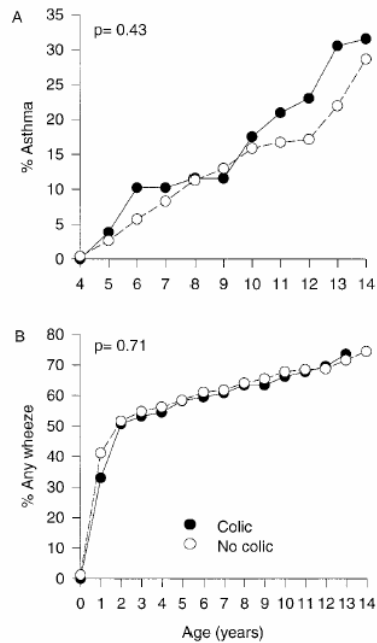 A
p= 0.43
% Asthma
35
30
25
20
15
10
5
0
4 5 6 7 8 9 10 11 12 13 14
B
p= 0.71
% Any wheeze
80
70
60
50
40
30
20
10
0
Colic
No colic
0 1 2 3 4 5 6 7 8 9 10 11 12 13 14
Age (years)